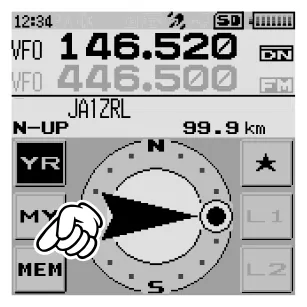 12:34 SD
VFO 146.520 DN
VFO 446.500 FM
JA1ZRL
N-UP 99.9 km
YR N ★
MY L1
MEM S L2